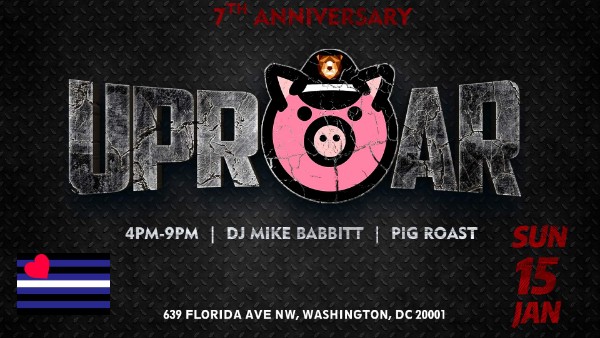 7TH ANNIVERSARY
UPROAR
4PM-9PM | DJ MIKE BABBITT | PIG ROAST
SUN
15
JAN
639 FLORIDA AVE NW, WASHINGTON, DC 20001